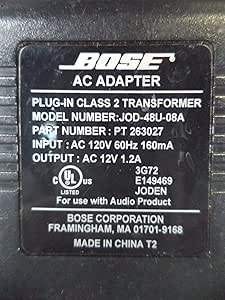 BOSE
AC ADAPTER
PLUG-IN CLASS 2 TRANSFORMER
MODEL NUMBER:JOD-48U-08A
PART NUMBER : PT 263027
INPUT : AC 120V 60Hz 160mA
OUTPUT : AC 12V 1.2A
c UL US LISTED
3G72
E149469
JODEN
For use with Audio Product
BOSE CORPORATION
FRAMINGHAM, MA 01701-9168
MADE IN CHINA T2